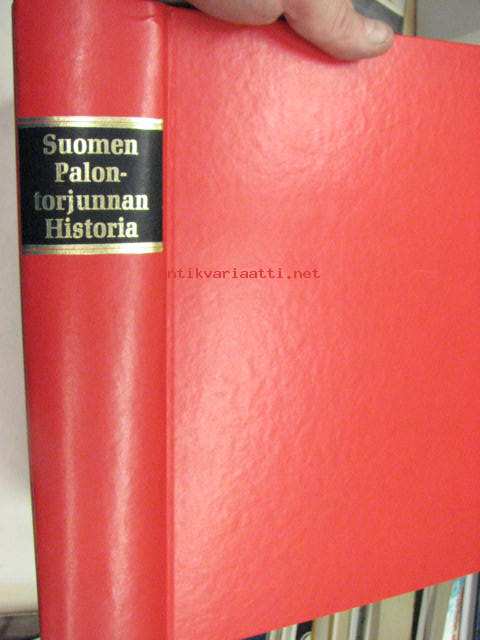 Suomen
Palon-
torjunnan
Historia
ntikvariaatti.net